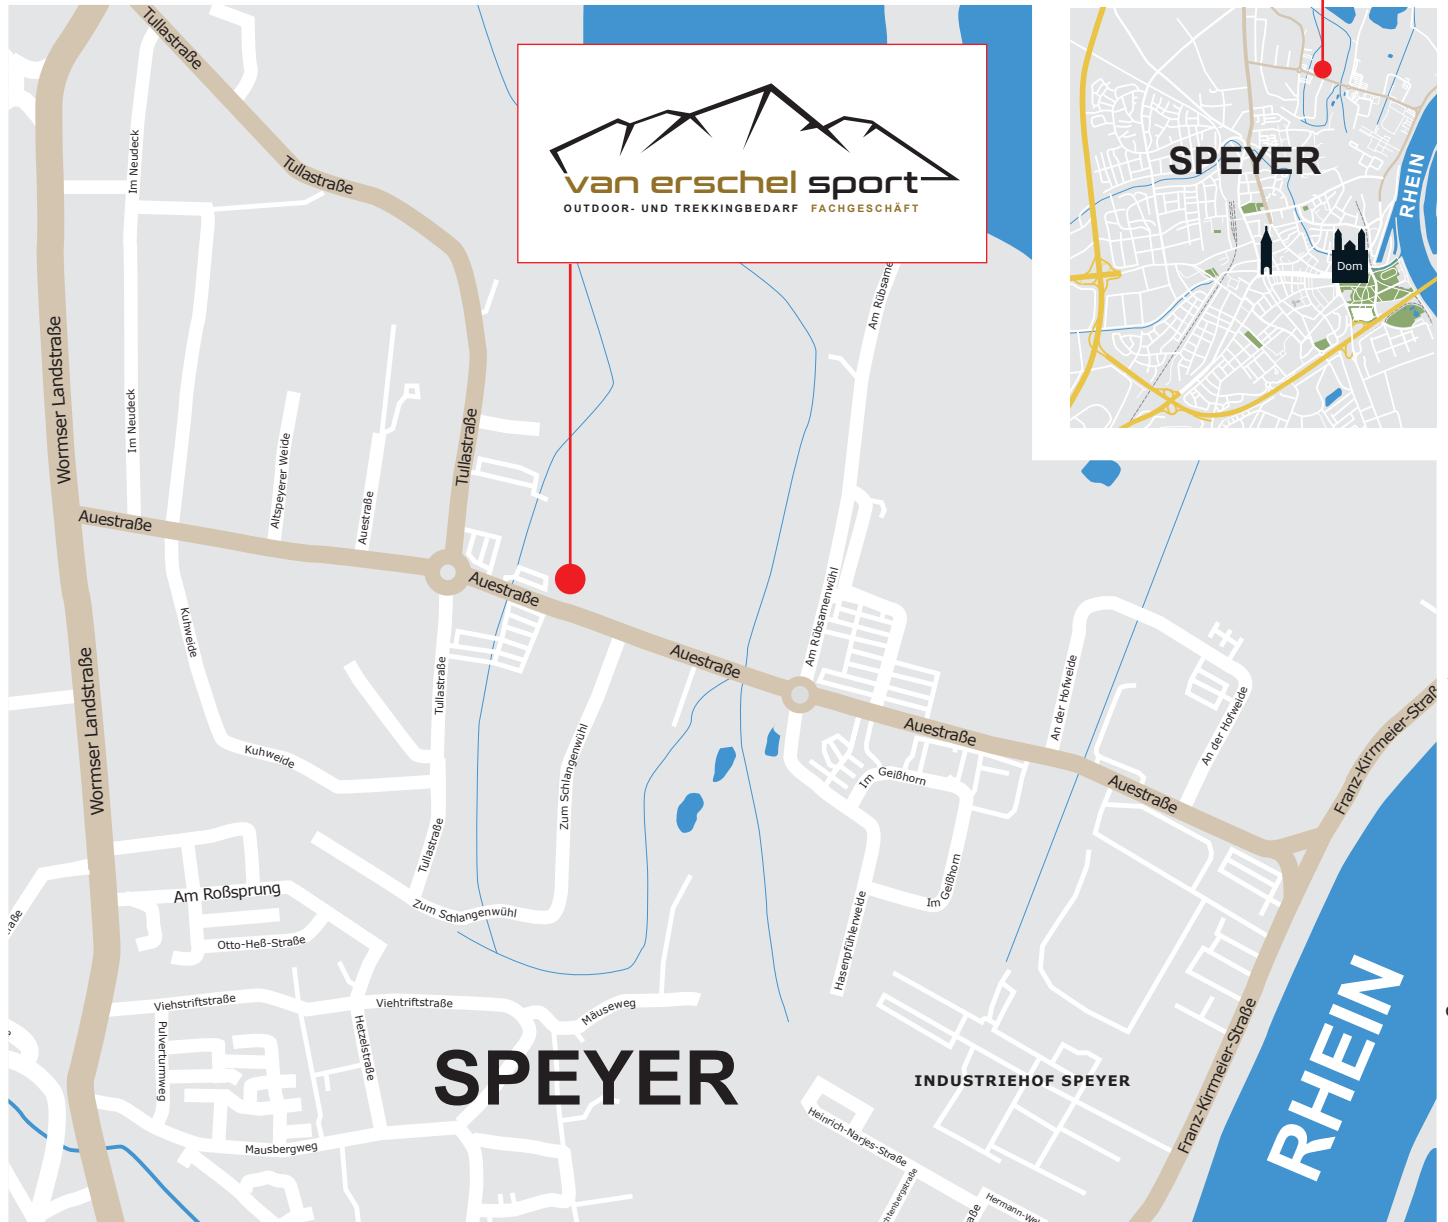 Tullastraße
Im Neudeck
Tullastraße
van erschel sport
OUTDOOR- UND TREKKINGBEDARF FACHGESCHÄFT
SPEYER
RHEIN
Dom
Wormser Landstraße
Im Neudeck
Altspeyerer Weide
Auestraße
Tullastraße
Auestraße
Auestraße
Kuhweide
Tullastraße
Auestraße
Am Rübsamenwühl
An der Hofweide
An der Hofweide
Wormser Landstraße
Kuhweide
Zum Schlangenwühl
Auestraße
Im Geißhorn
Auestraße
Franz-Kirrmeier-Straß
Tullastraße
Am Roßsprung
Zum Schlangenwühl
Im Geißhorn
Hasenpfühlerweide
Otto-Heß-Straße
Viehstriftstraße
Viehtriftstraße
Mäuseweg
Pulverturmweg
Hetzelstraße
SPEYER
INDUSTRIEHOF SPEYER
Franz-Kirmeier-Straße
RHEIN
Mausbergweg
Heinrich-Narjes-Straße